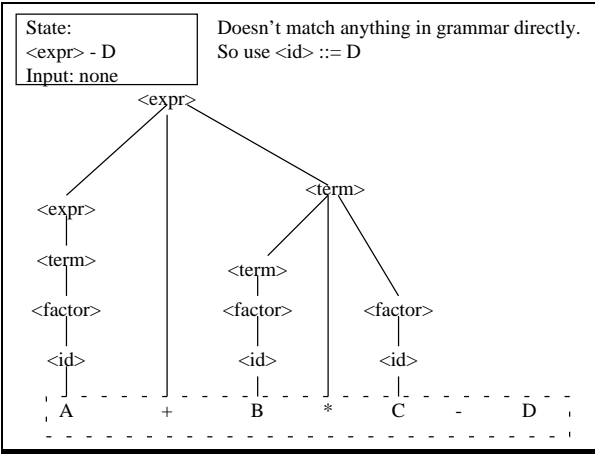 State:
<expr> - D
Input: none
Doesn't match anything in grammar directly.
So use <id> ::= D
<expr>
<term>
<expr>
<term>
<term>
<factor>
<factor>
<factor>
<id>
<id>
<id>
A + B * C - D